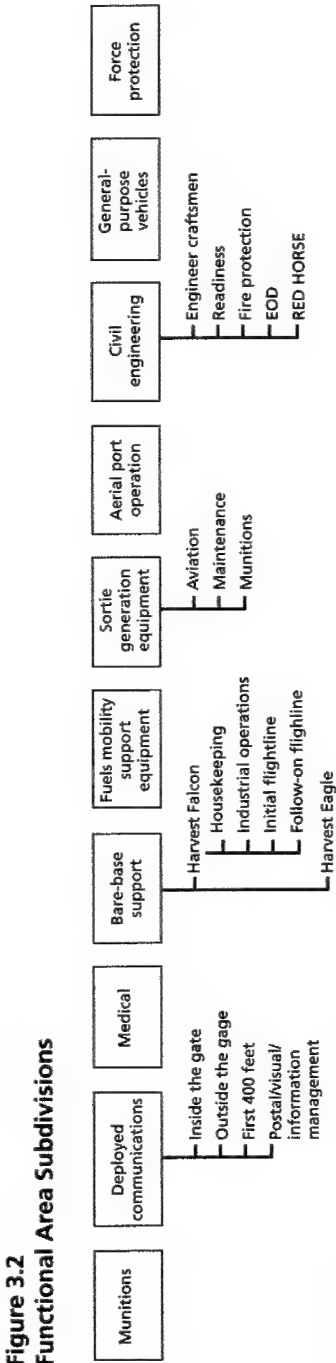 Figure 3.2
Functional Area Subdivisions
Munitions
Deployed
communications
Inside the gate
Outside the gage
First 400 feet
Postal/visual/
information
management
Medical
Bare-base
support
Harvest Falcon
Housekeeping
Industrial operations
Initial flightline
Follow-on flighline
Harvest Eagle
Fuels mobility
support
equipment
Sortie
generation
equipment
Aviation
Maintenance
Munitions
Aerial port
operation
Civil
engineering
Engineer craftsmen
Readiness
Fire protection
EOD
RED HORSE
General-
purpose
vehicles
Force
protection